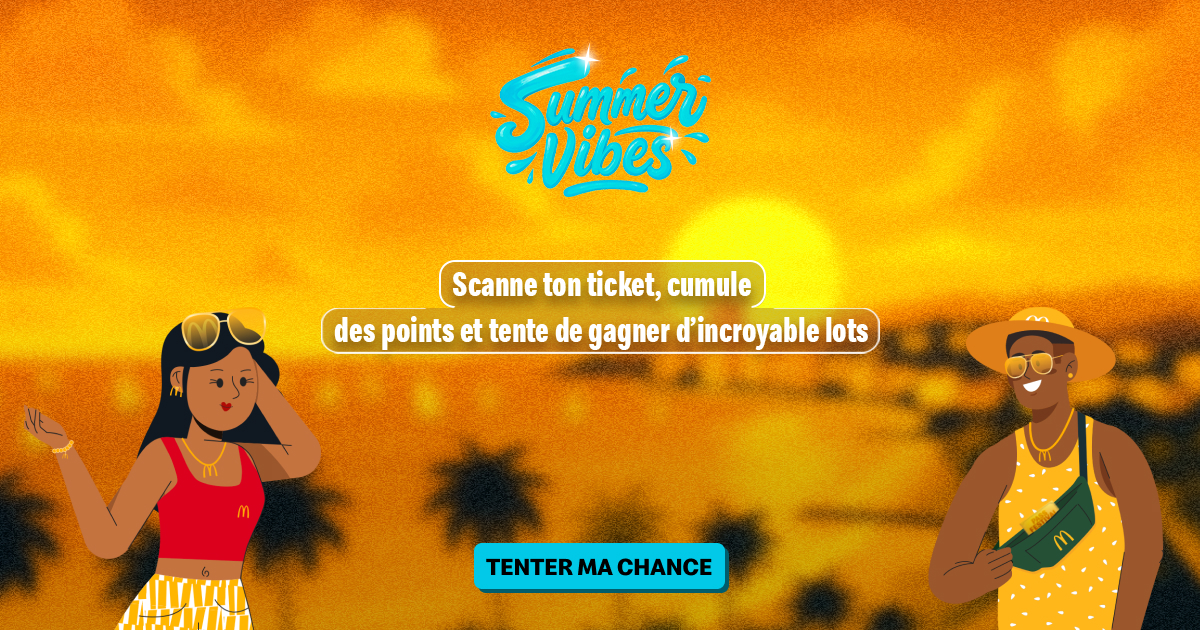 Summer
Vibes
Scanne ton ticket, cumule
des points et tente de gagner d'incroyable lots
TENTER MA CHANCE